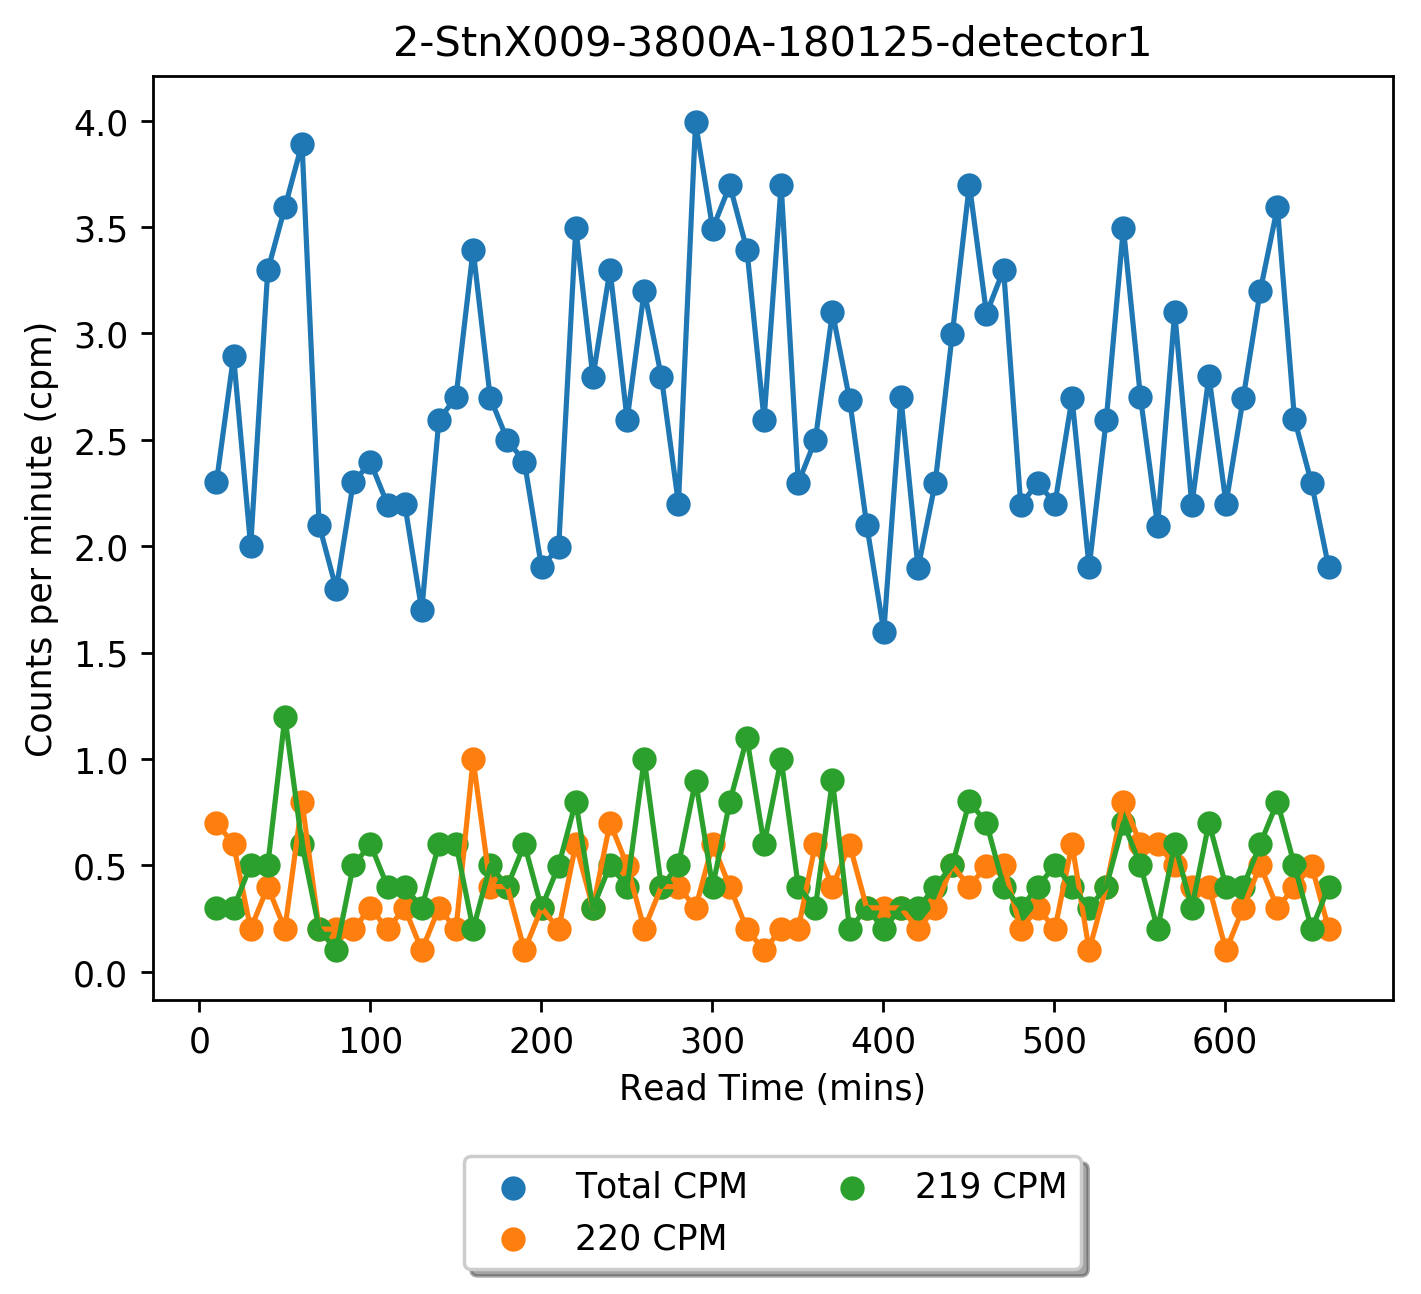 2-StnX009-3800A-180125-detector1
Counts per minute (cpm)
4.0
3.5
3.0
2.5
2.0
1.5
1.0
0.5
0.0
0 100 200 300 400 500 600
Read Time (mins)
Total CPM 219 CPM
220 CPM